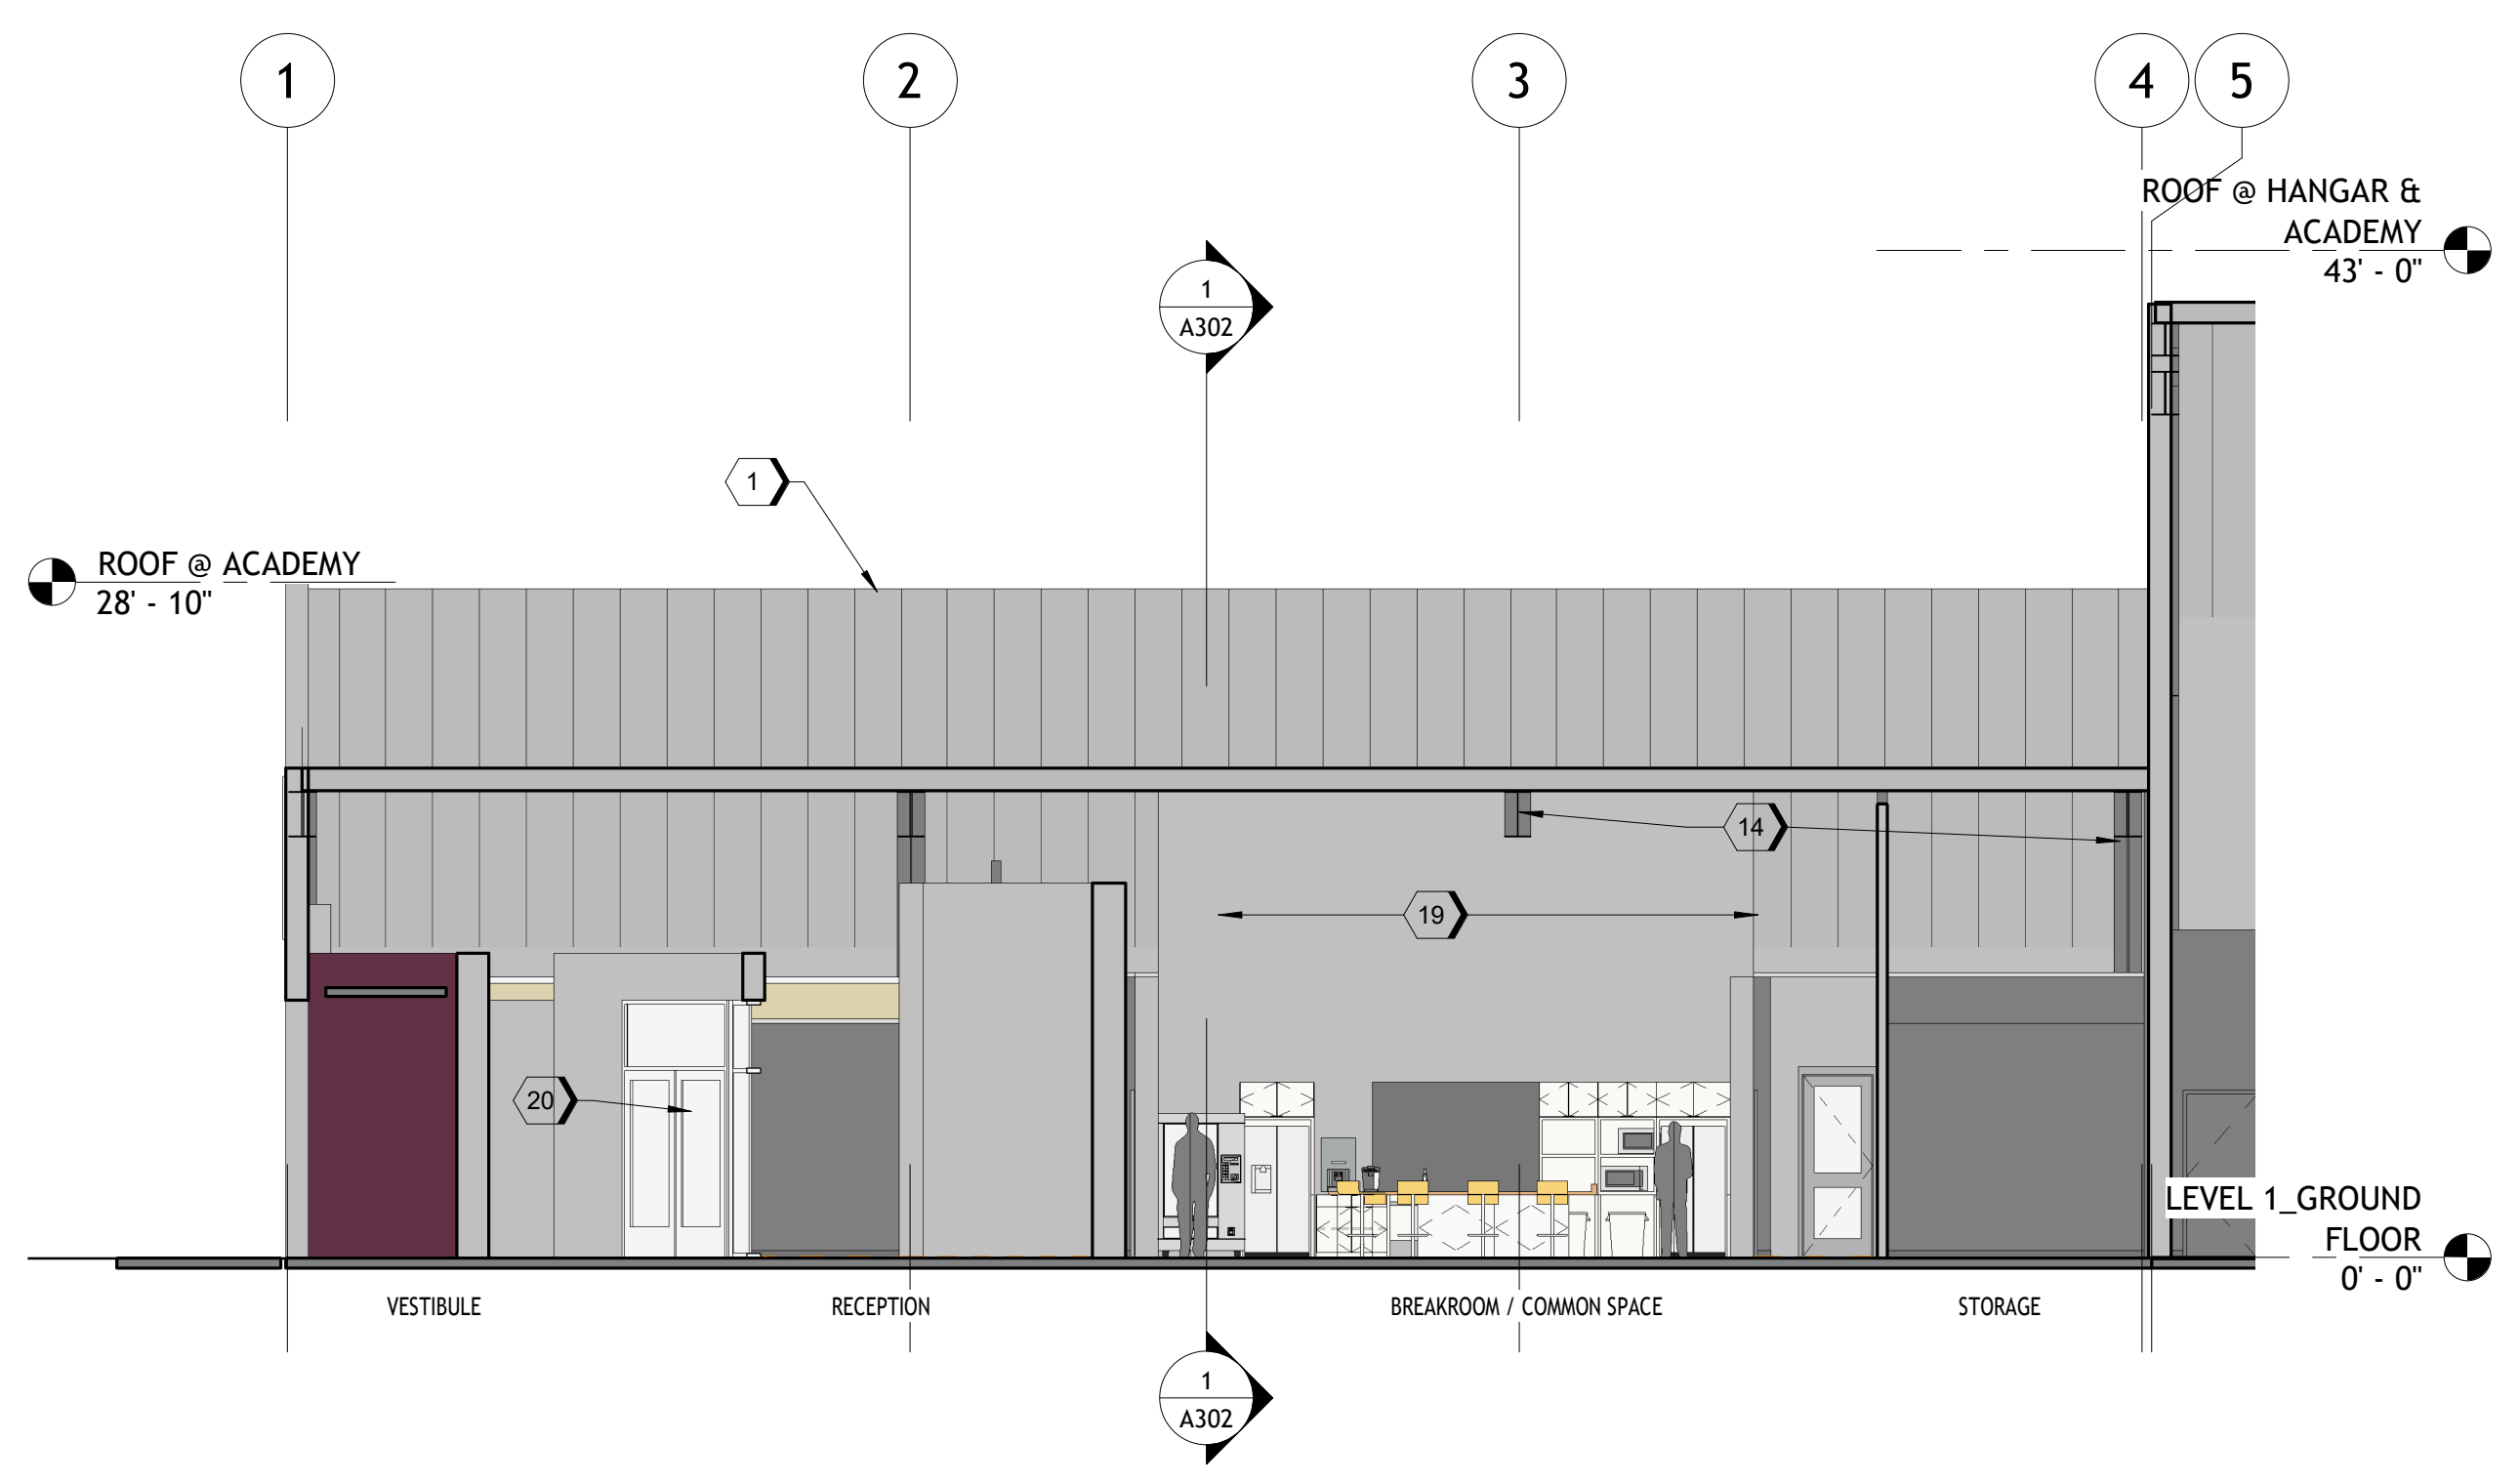 1
2
3
4
5
ROOF @ HANGAR &
ACADEMY
43' - 0"
1
A302
1
ROOF @ ACADEMY
28' - 10"
14
19
20
LEVEL 1_GROUND
FLOOR
0' - 0"
VESTIBULE
RECEPTION
BREAKROOM / COMMON SPACE
STORAGE
1
A302